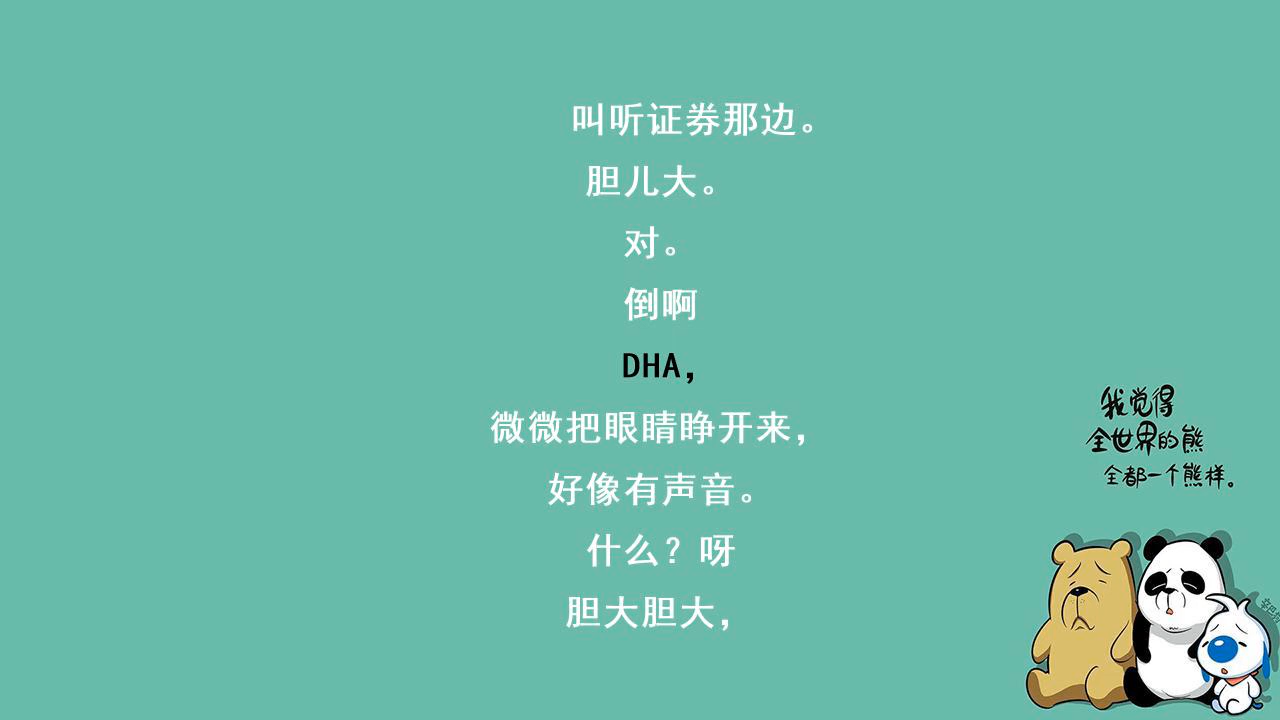 叫听证券那边。
胆儿大。
对。
倒啊
DHA，
微微把眼睛睁开来，
好像有声音。
什么？呀
胆大胆大，
我觉得
全世界的熊
全都一个熊样。